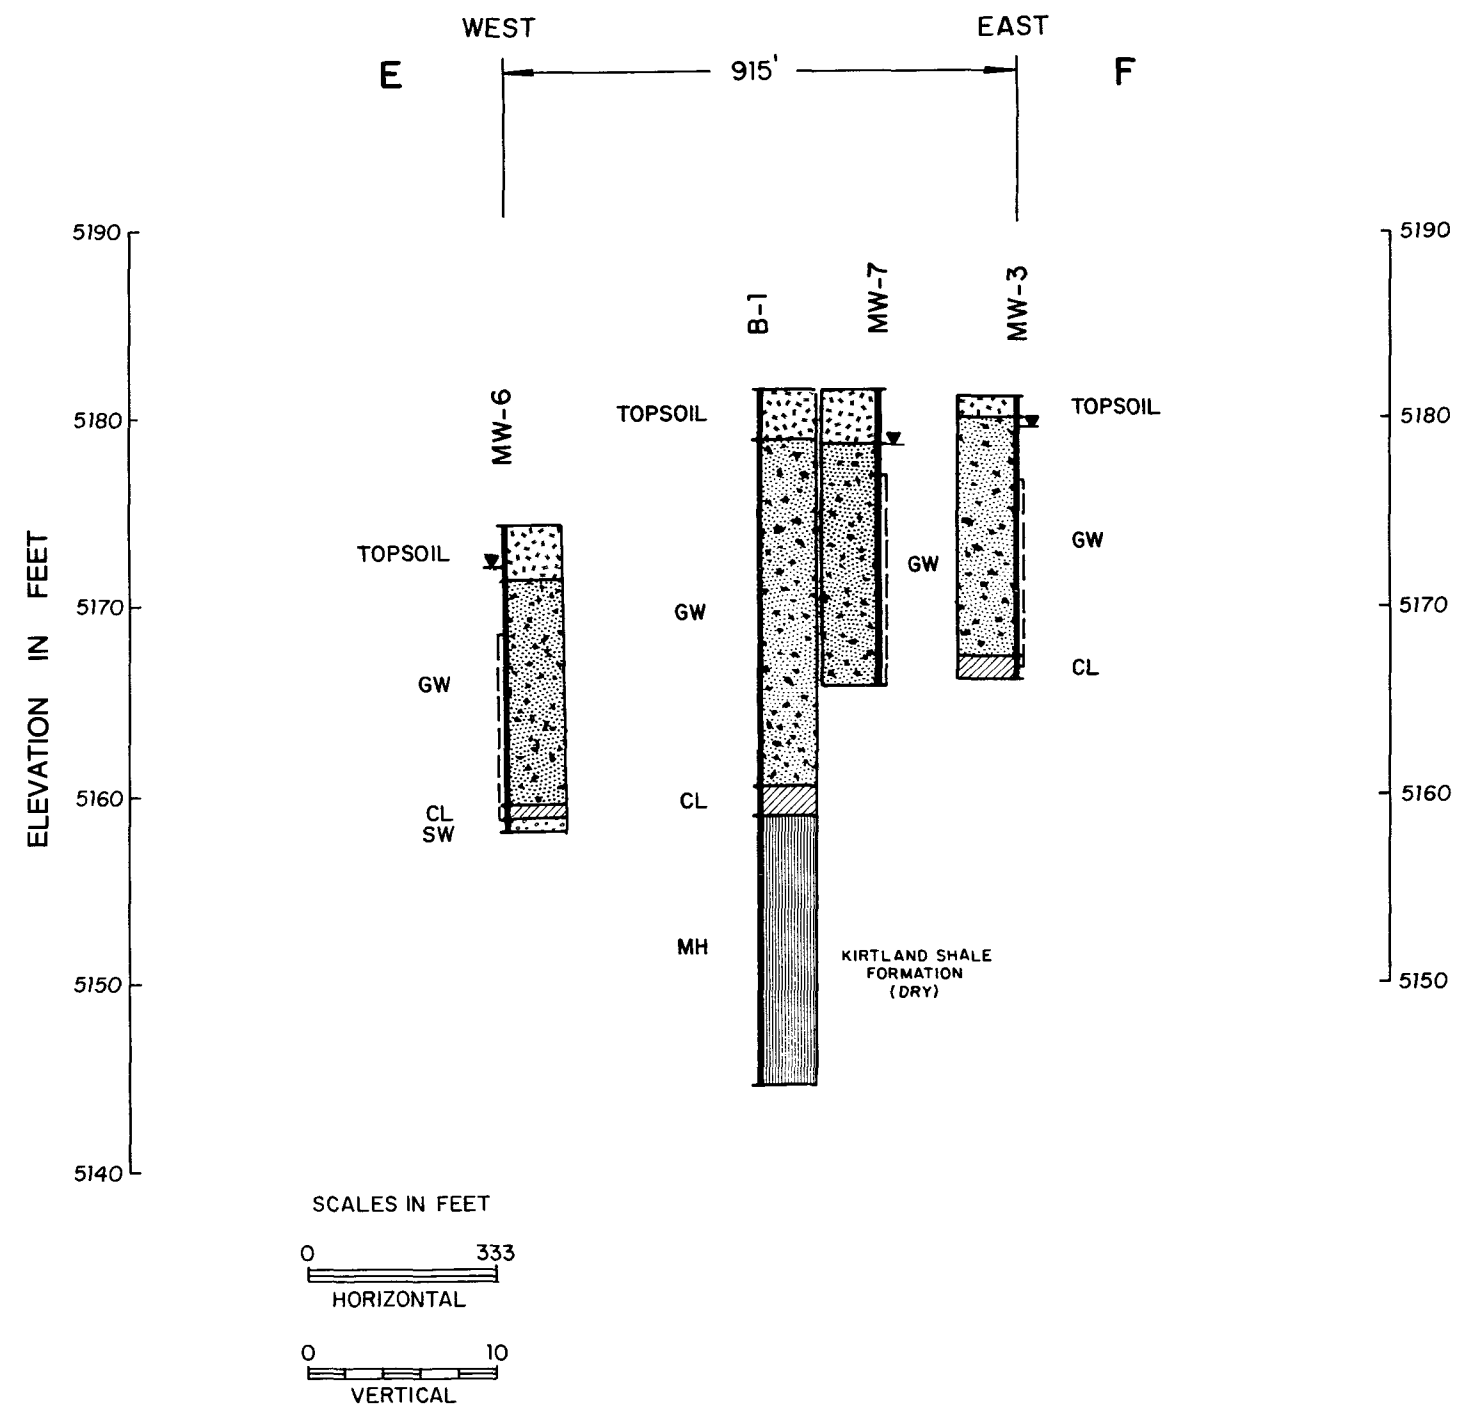 WEST
EAST
E
915'
F
5190
5190
B-1
MW-7
MW-3
MW-6
TOPSOIL
TOPSOIL
5180
5180
TOPSOIL
GW
GW
5170
5170
GW
GW
CL
ELEVATION IN FEET
5160
5160
CL
CL
SW
MH
KIRTLAND SHALE
FORMATION
(DRY)
5150
5150
5140
SCALES IN FEET
0 333
HORIZONTAL
0 10
VERTICAL